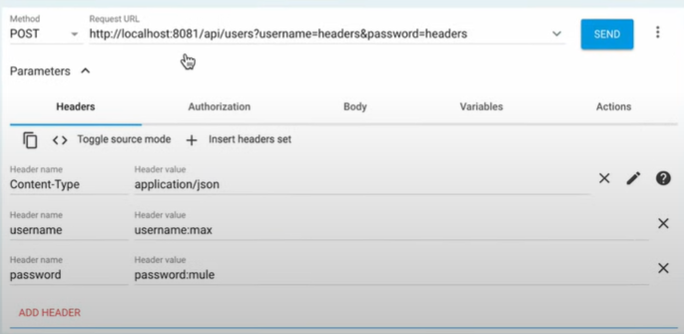 Method Request URL
POST http://localhost:8081/api/users?username=headers&password=headers SEND
Parameters
Headers Authorization Body Variables Actions
Toggle source mode Insert headers set
Header name Header value
Content-Type application/json
Header name Header value
username username:max
Header name Header value
password password:mule
ADD HEADER